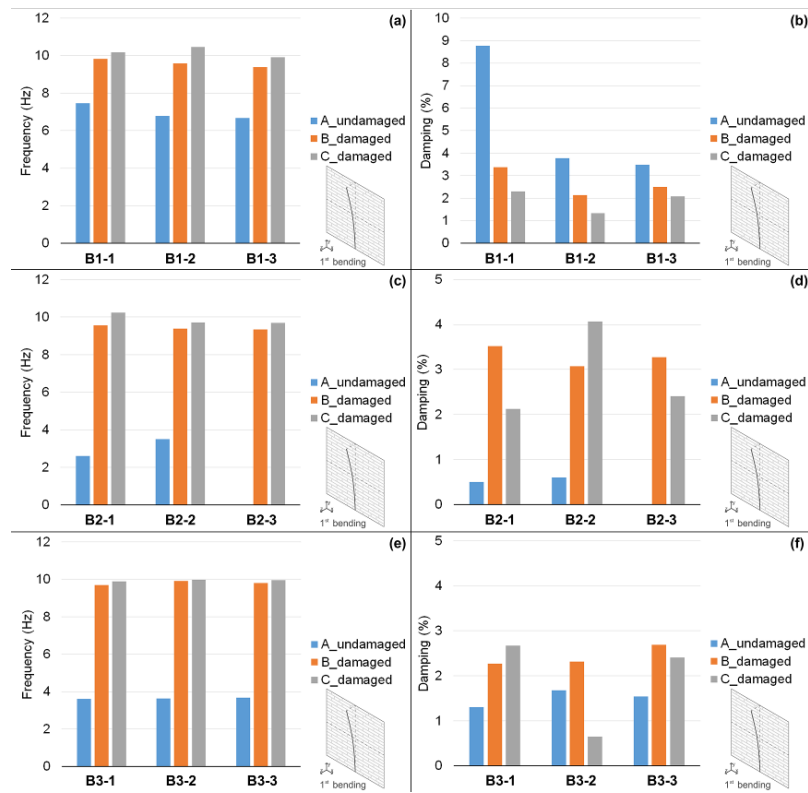 (a)
12
10
8
6
4
2
0
Frequency (Hz)
A_undamaged
B_damaged
C_damaged
1st bending
B1-1 B1-2 B1-3
(b)
10
9
8
7
6
5
4
3
2
1
0
Damping (%)
A_undamaged
B_damaged
C_damaged
1st bending
B1-1 B1-2 B1-3
(c)
12
10
8
6
4
2
0
Frequency (Hz)
A_undamaged
B_damaged
C_damaged
1st bending
B2-1 B2-2 B2-3
(d)
5
4
3
2
1
0
Damping (%)
A_undamaged
B_damaged
C_damaged
1st bending
B2-1 B2-2 B2-3
(e)
12
10
8
6
4
2
0
Frequency (Hz)
A_undamaged
B_damaged
C_damaged
1st bending
B3-1 B3-2 B3-3
(f)
5
4
3
2
1
0
Damping (%)
A_undamaged
B_damaged
C_damaged
1st bending
B3-1 B3-2 B3-3